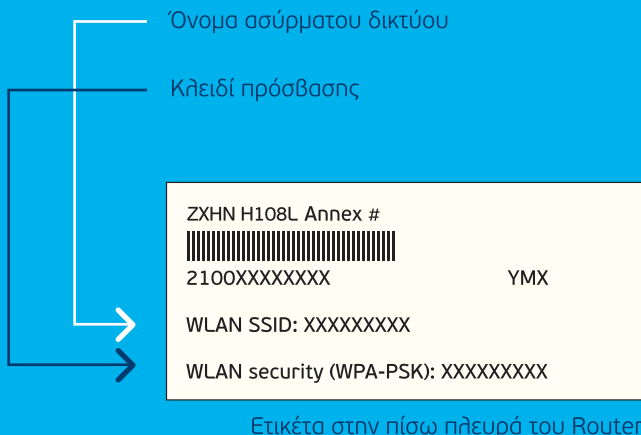 Όνομα ασύρματου δικτύου
Κλειδί πρόσβασης
ZXHN H108L Annex #
2100XXXXXXXX YMX
WLAN SSID: XXXXXXXXX
WLAN security (WPA-PSK): XXXXXXXXX
Ετικέτα στην πίσω πλευρά του Router